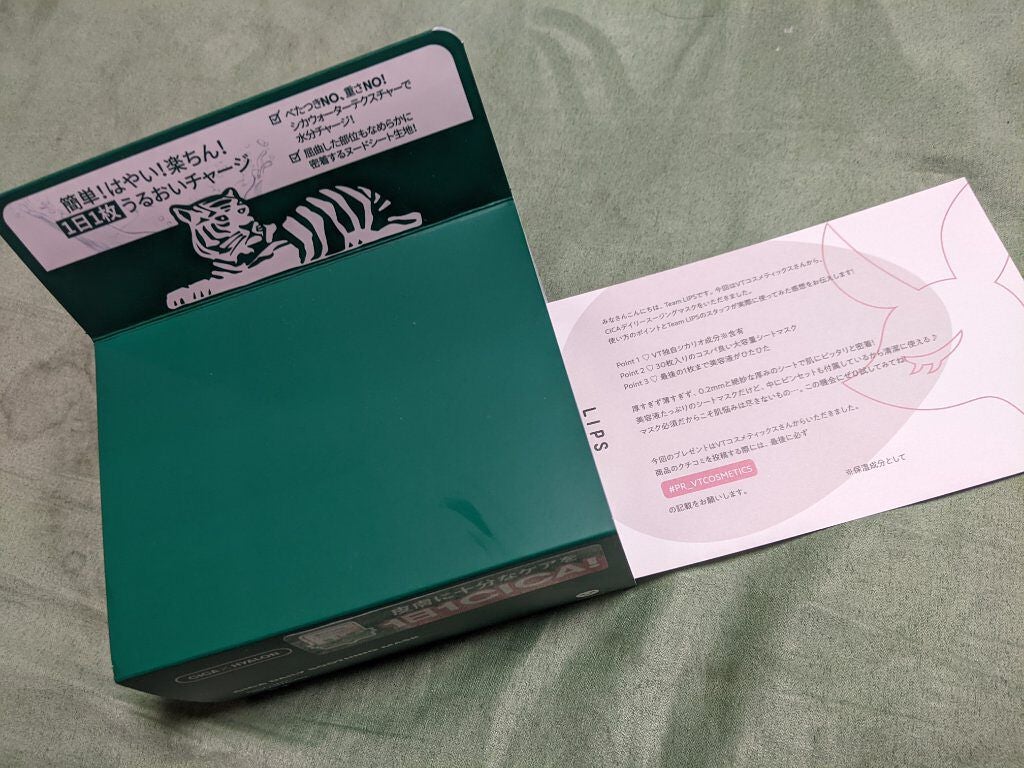 簡単!はやい!楽ちん!
1日1枚うるおいチャージ
べたつきNO、重さNO!
シカウォーターテクスチャーで
水分チャージ!
屈曲した部位もなめらかに
密着するヌードシート生地!
みなさんこんにちは、Team LIPSです。今回はVTコスメティックスさんから、
CICAデイリースージングマスクをいただきました。
使い方のポイントとTeam LIPSのスタッフが実際に使ってみた感想をお伝えします!
Point 1 ♡ VT独自シカリオ成分※含有
Point 2 ♡ 30枚入りのコスパ良い大容量シートマスク
Point 3 ♡ 最後の1枚まで美容液がひたひた
厚すぎず薄すぎず、0.2mmと絶妙な厚みのシートで肌にピッタリと密着!
美容液たっぷりのシートマスクだけど、中にピンセットも付属しているから清潔に使える♪
マスク必須だからこそ肌悩みは尽きないもの…。この機会にぜひ試してみてね
LIPS
今回のプレゼントはVTコスメティックスさんからいただきました。
商品のクチコミを投稿する際には、最後に必ず
#PR_VTCOSMETICS
の記載をお願いします。
※保湿成分として
皮膚に十分なケアを
1日1CICA!
CICA × HYALON
CICA DAILY SOOTHING MASK